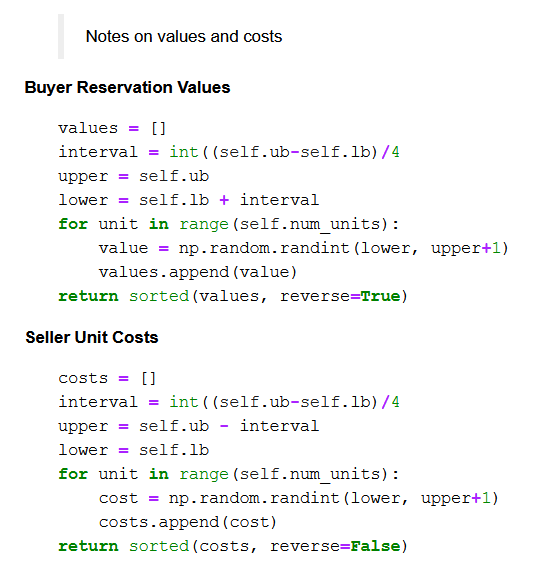 Notes on values and costs
Buyer Reservation Values
values = []
interval = int((self.ub-self.lb)/4
upper = self.ub
lower = self.lb + interval
for unit in range(self.num_units):
    value = np.random.randint(lower, upper+1)
    values.append(value)
return sorted(values, reverse=True)
Seller Unit Costs
costs = []
interval = int((self.ub-self.lb)/4
upper = self.ub - interval
lower = self.lb
for unit in range(self.num_units):
    cost = np.random.randint(lower, upper+1)
    costs.append(cost)
return sorted(costs, reverse=False)